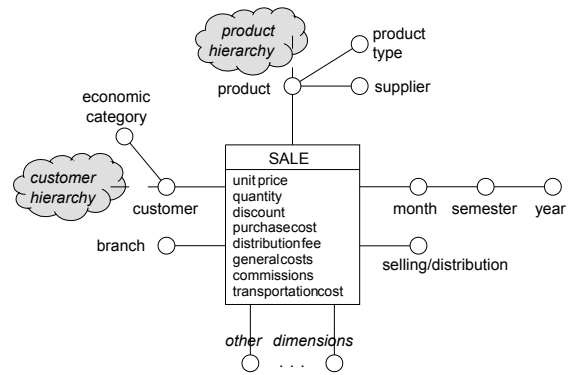 product
hierarchy
product
type
product
supplier
economic
category
SALE
customer
hierarchy
customer
unit price
quantity
discount
purchasecost
distributionfee
generalcosts
commissions
transportationcost
month
semester
year
branch
selling/distribution
other dimensions
. . .